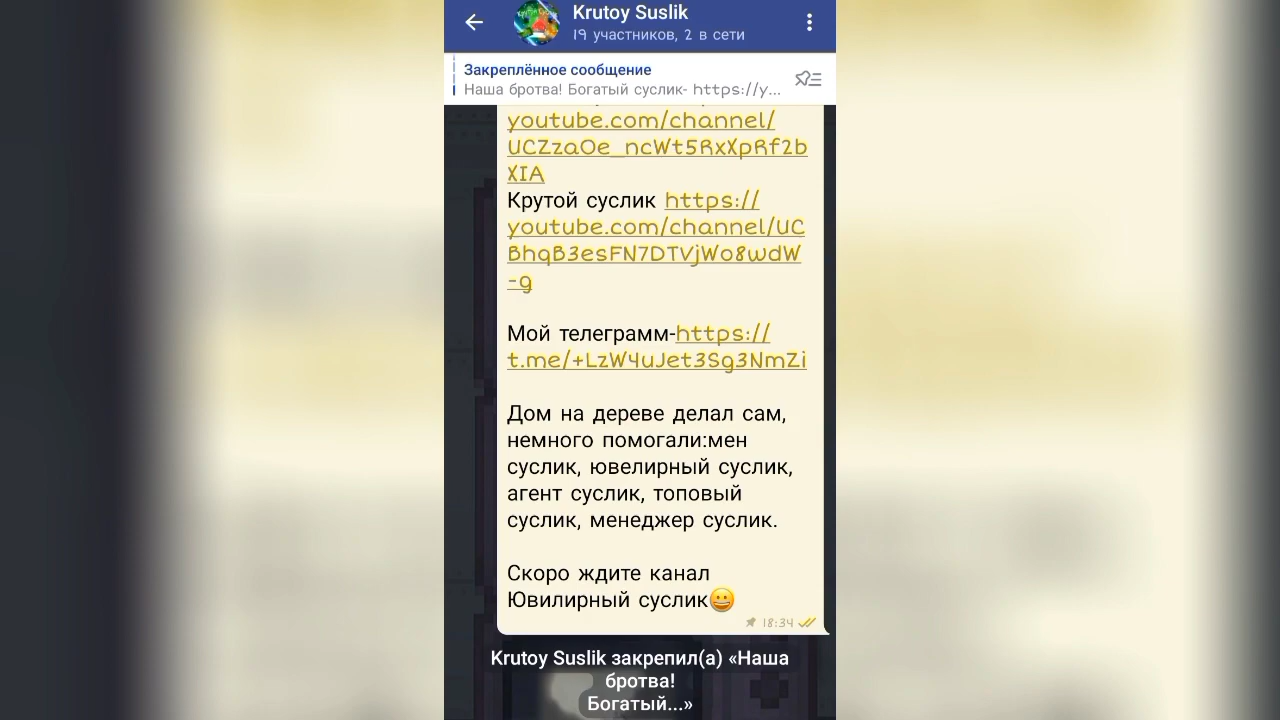 Krutoy Suslik
19 участников, 2 в сети
Закреплённое сообщение
Наша бротва! Богатый суслик- https://y...
youtube.com/channel/
UCZzaOe_ncWt5RxXpRf2b
XIA
Крутой суслик https://
youtube.com/channel/UC
BhqB3esFN7DTVjWo8wdW
-g
Мой телеграмм-https://
t.me/+LzW4uJet3Sg3NmZi
Дом на дереве делал сам,
немного помогали:мен
суслик, ювелирный суслик,
агент суслик, топовый
суслик, менеджер суслик.
Скоро ждите канал
Ювилирный суслик😀
18:34
Krutoy Suslik закрепил(а) «Наша
бротва!
Богатый...»